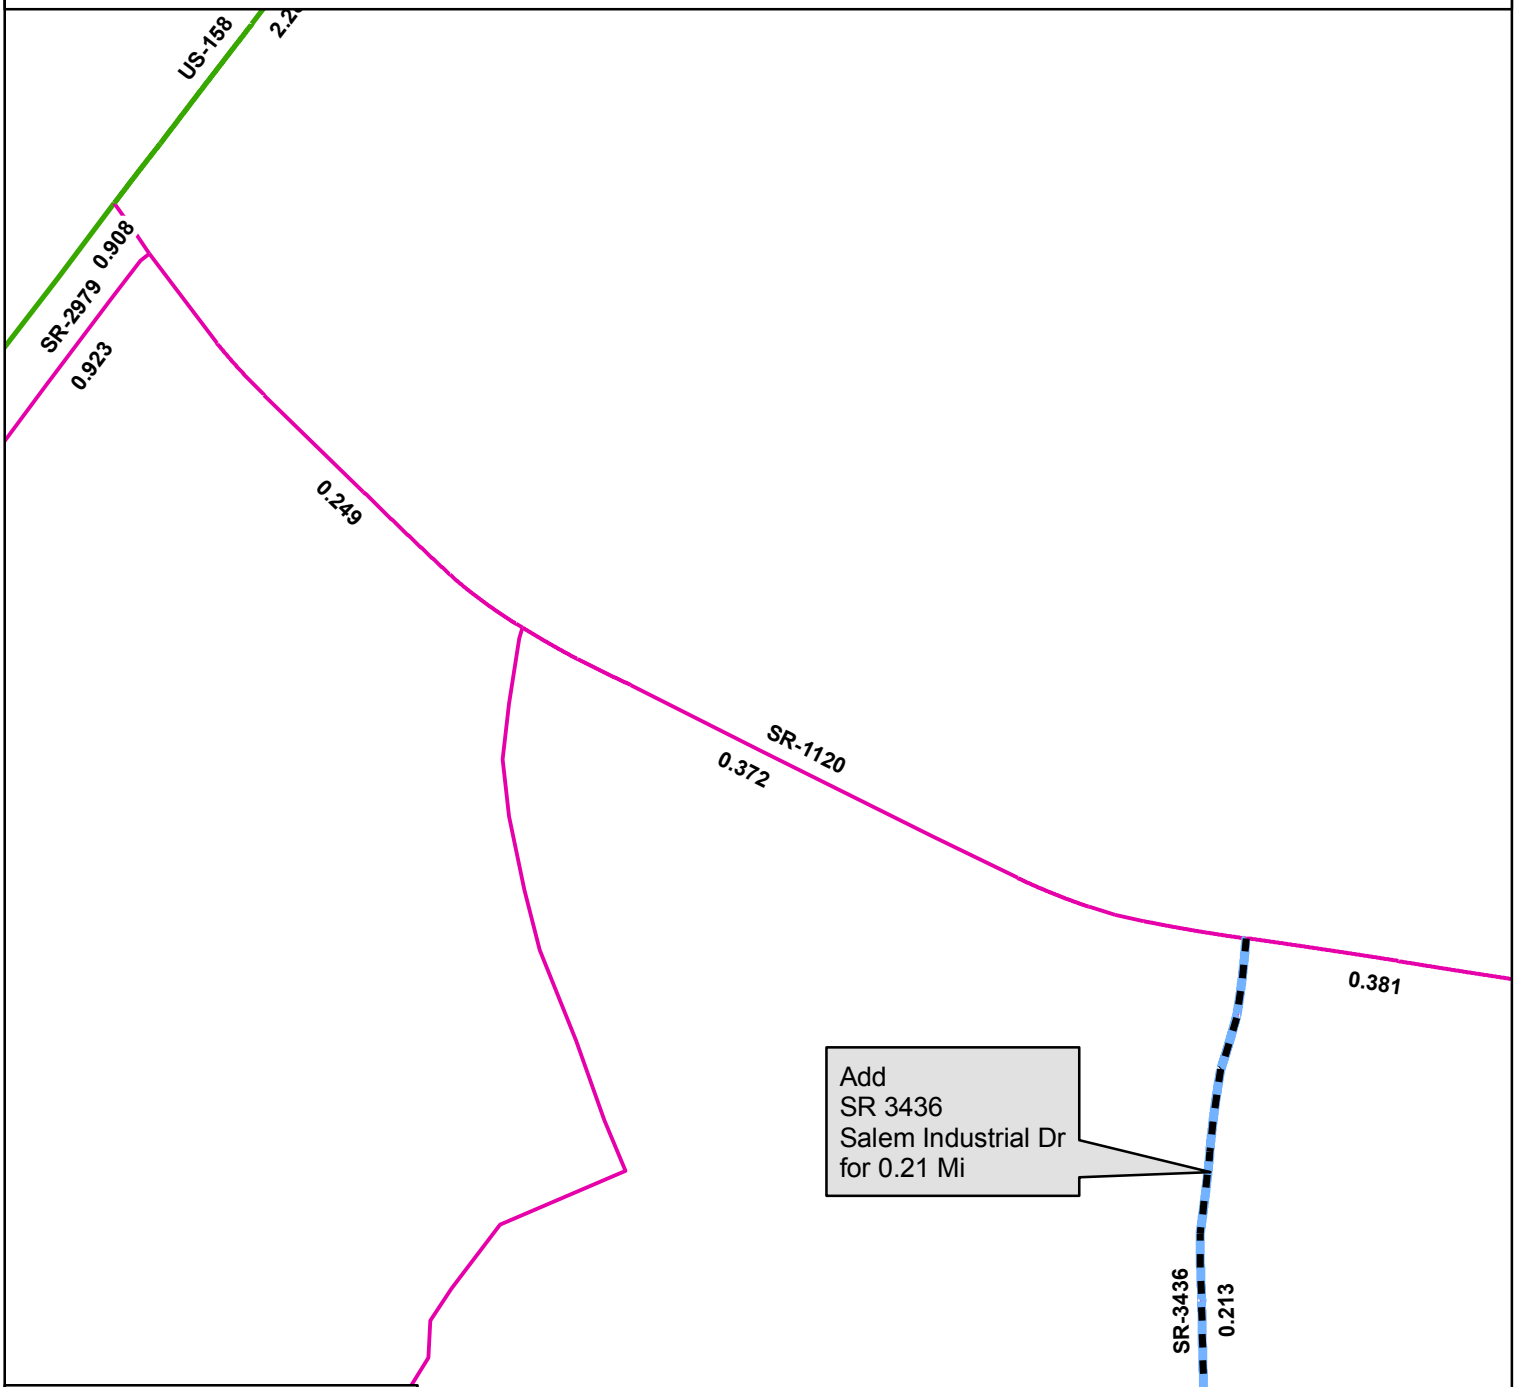 US-158
0.908
SR-2979
0.923
0.249
SR-1120
0.372
0.381
Add
SR 3436
Salem Industrial Dr
for 0.21 Mi
SR-3436
0.213